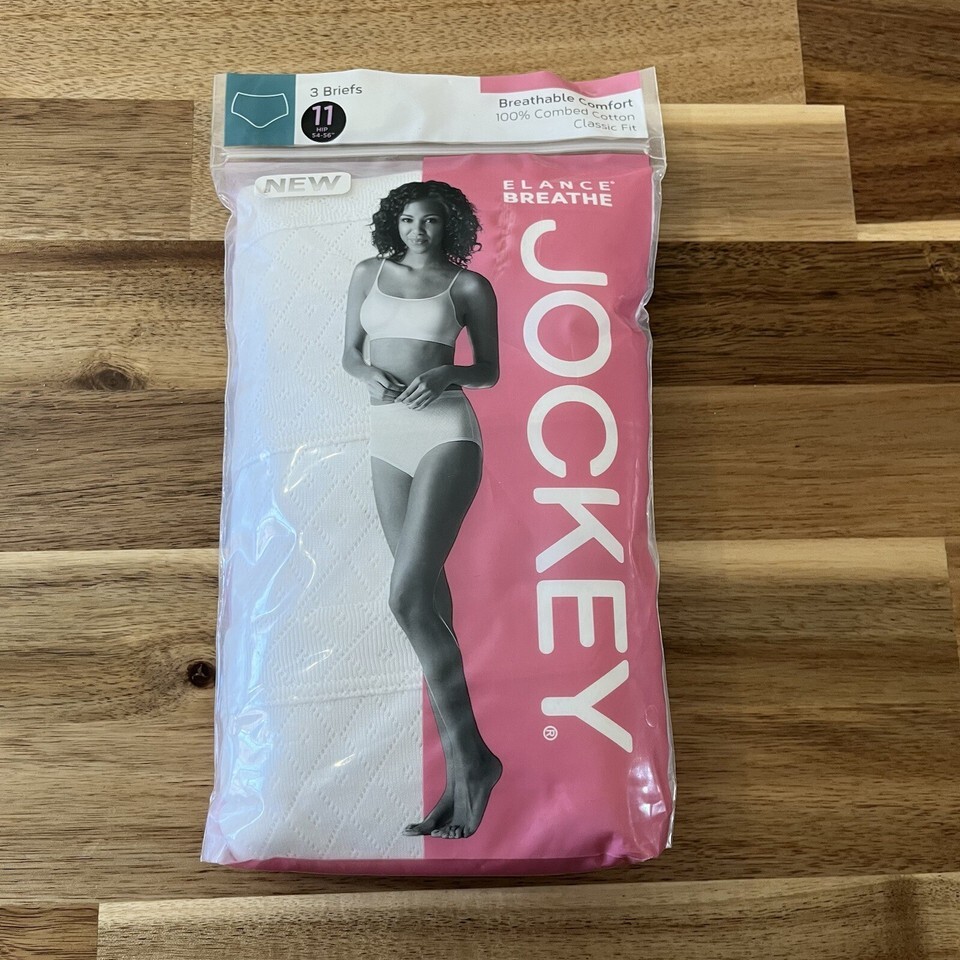 3 Briefs
11
HIP
54-56"
Breathable Comfort
100% Combed Cotton
Classic Fit
NEW
ELANCE®
BREATHE
JOCKEY®